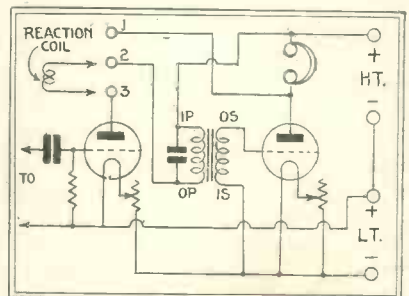 REACTION
COIL
1
2
3
IP
OS
+
H.T.
−
TO
OP
IS
+
L.T.
−